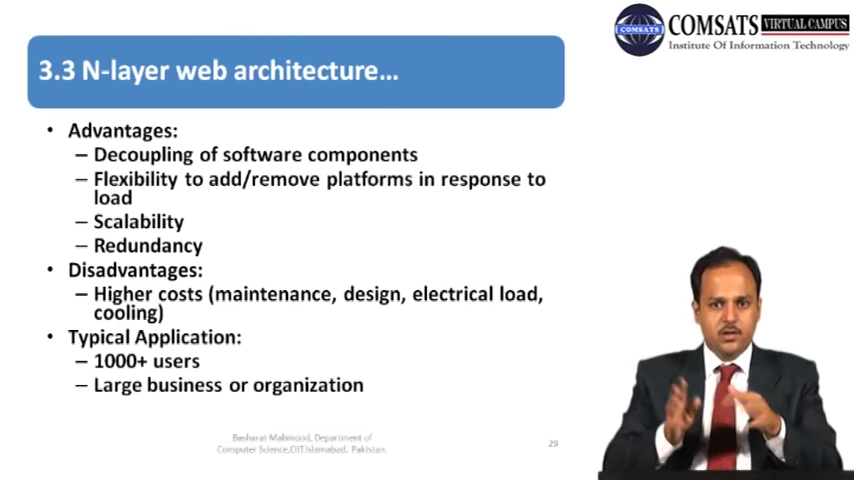 COMSATS VIRTUAL CAMPUS
COMSATS
Institute Of Information Technology
3.3 N-layer web architecture...
• Advantages:
– Decoupling of software components
– Flexibility to add/remove platforms in response to
load
– Scalability
– Redundancy
• Disadvantages:
– Higher costs (maintenance, design, electrical load,
cooling)
• Typical Application:
– 1000+ users
– Large business or organization
Basharat Mahmood, Department of
Computer Science,CIIT,Islamabad, Pakistan.
29